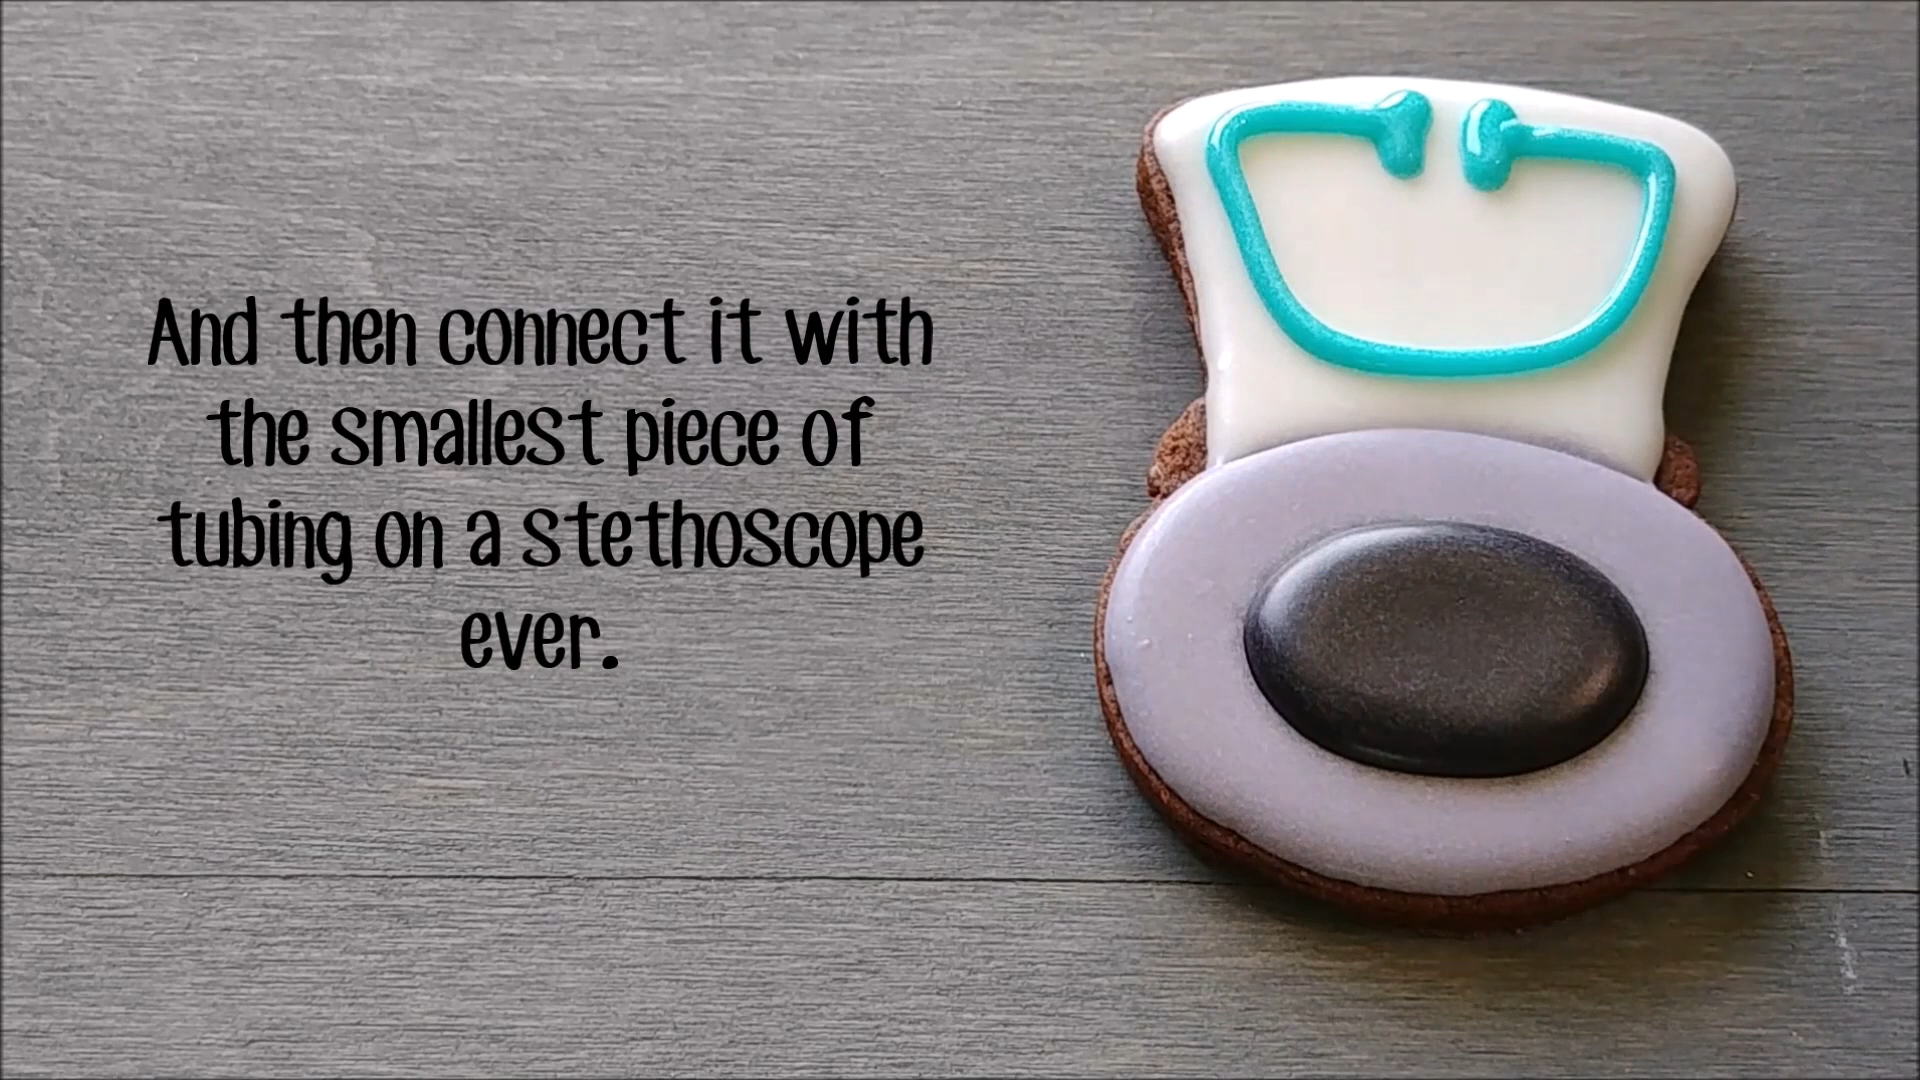 And then connect it with
the smallest piece of
tubing on a stethoscope
ever.